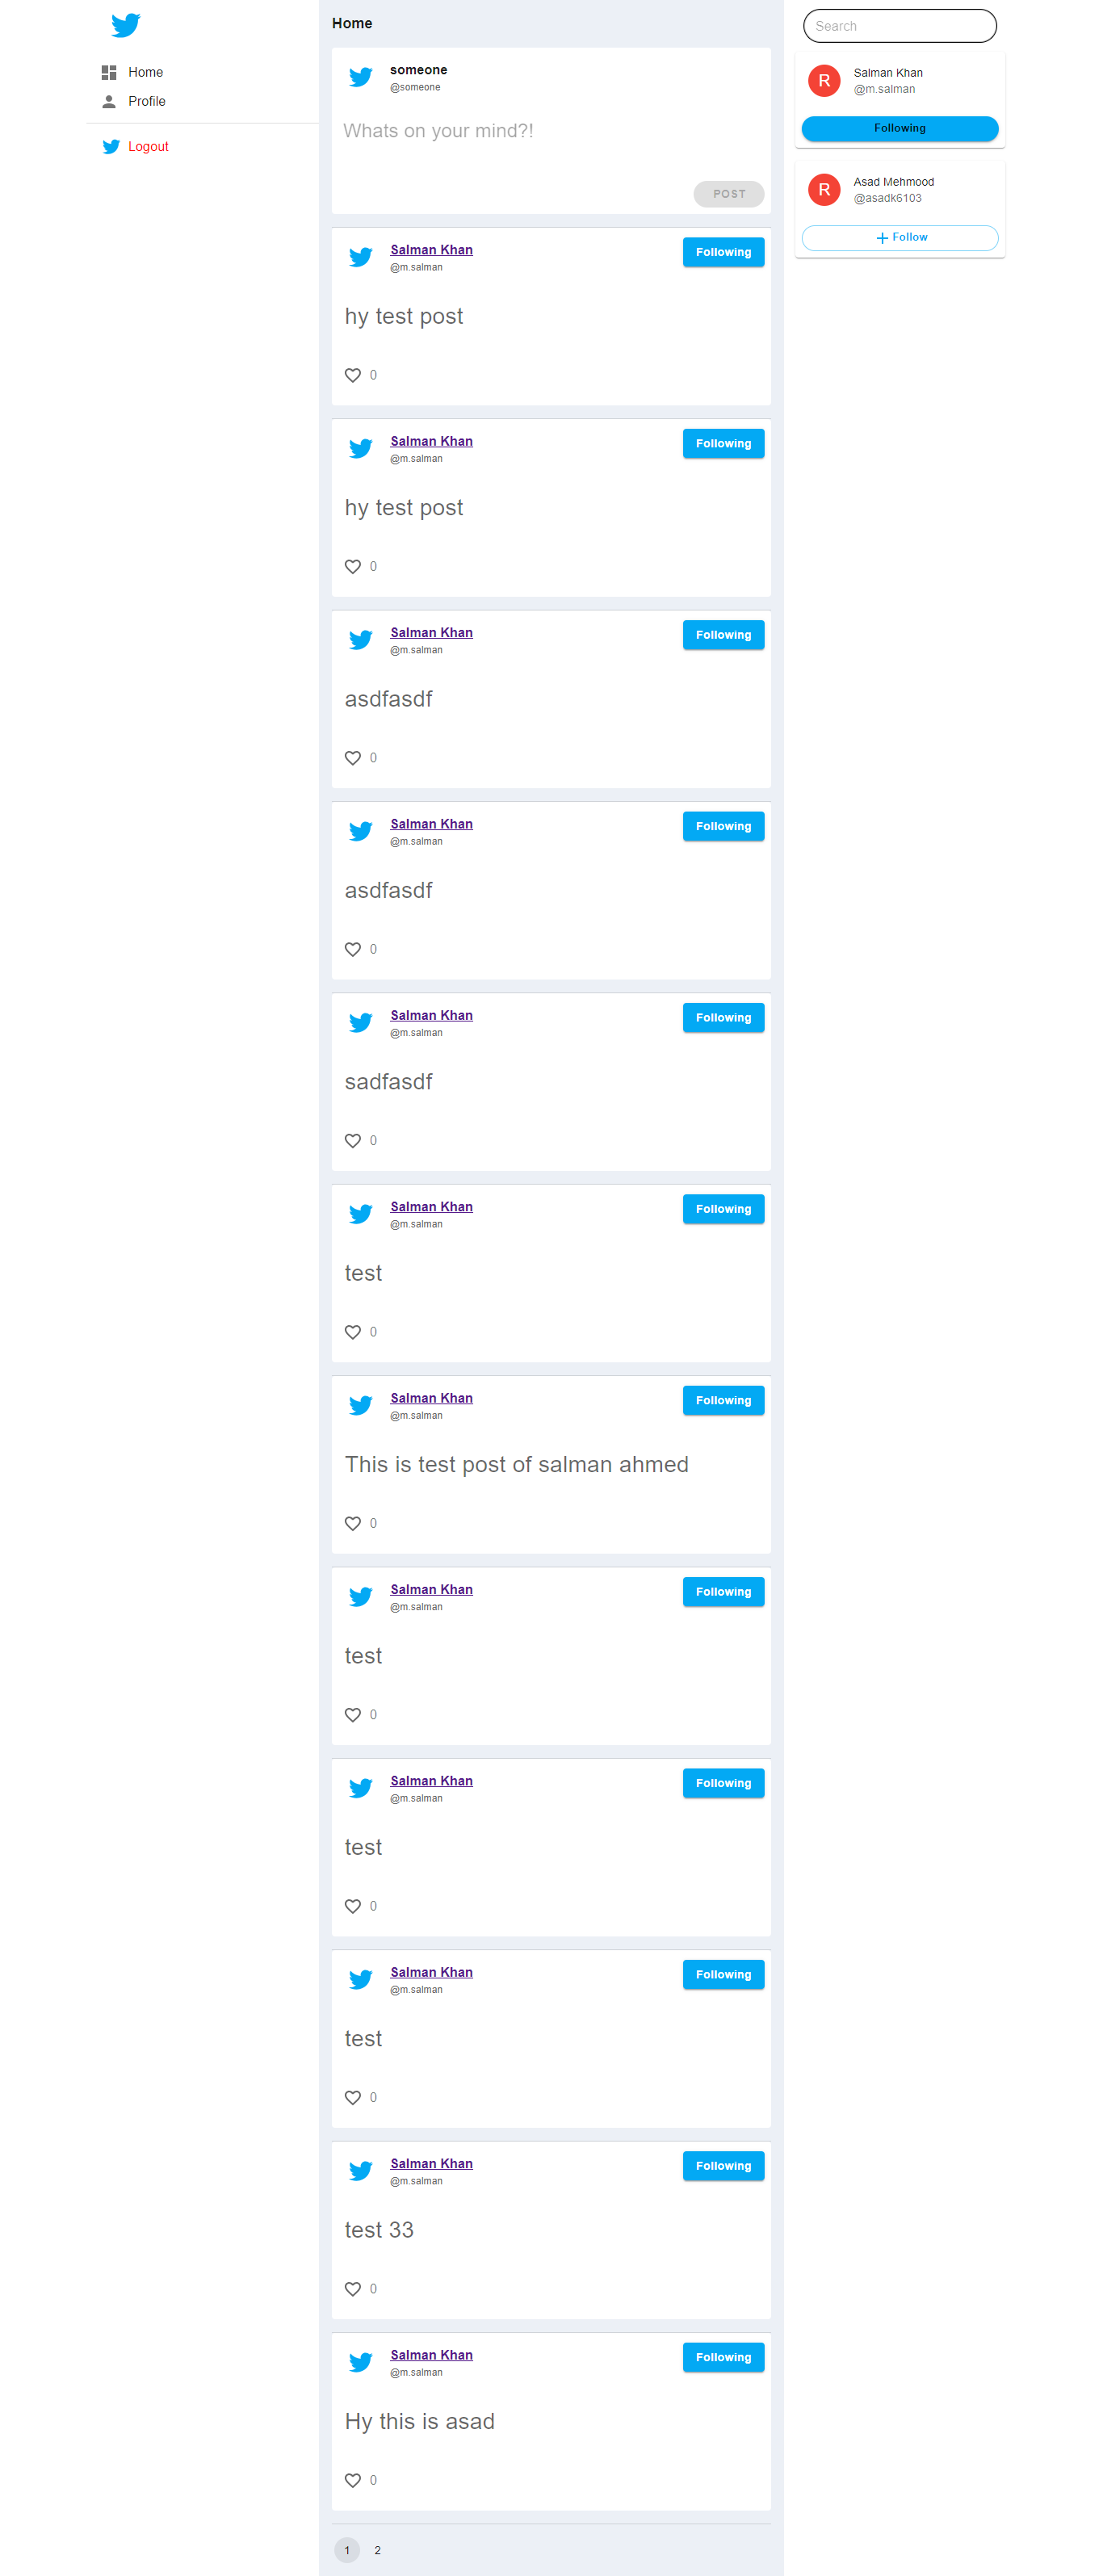 Home
Profile
Logout
Home
someone
@someone
Whats on your mind?!
POST
Salman Khan
Following
@m.salman
hy test post
0
Salman Khan
Following
@m.salman
hy test post
0
Salman Khan
Following
@m.salman
asdfasdf
0
Salman Khan
Following
@m.salman
asdfasdf
0
Salman Khan
Following
@m.salman
sadfasdf
0
Salman Khan
Following
@m.salman
test
0
Salman Khan
Following
@m.salman
This is test post of salman ahmed
0
Salman Khan
Following
@m.salman
test
0
Salman Khan
Following
@m.salman
test
0
Salman Khan
Following
@m.salman
test
0
Salman Khan
Following
@m.salman
test 33
0
Salman Khan
Following
@m.salman
Hy this is asad
0
1 2
Search
R
Salman Khan
@m.salman
Following
R
Asad Mehmood
@asadk6103
+ Follow